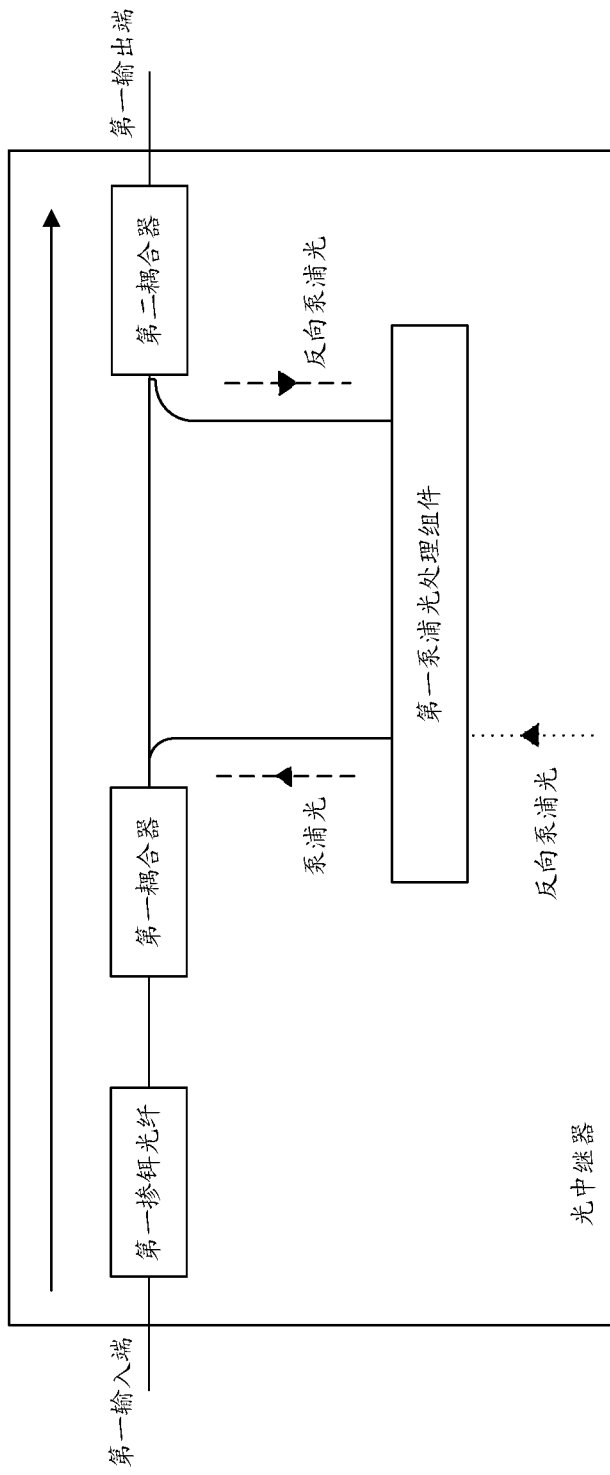 第一输入端
第一掺铒光纤
第一耦合器
第二耦合器
第一输出端
泵浦光
反向泵浦光
第一泵浦光处理组件
反向泵浦光
光中继器